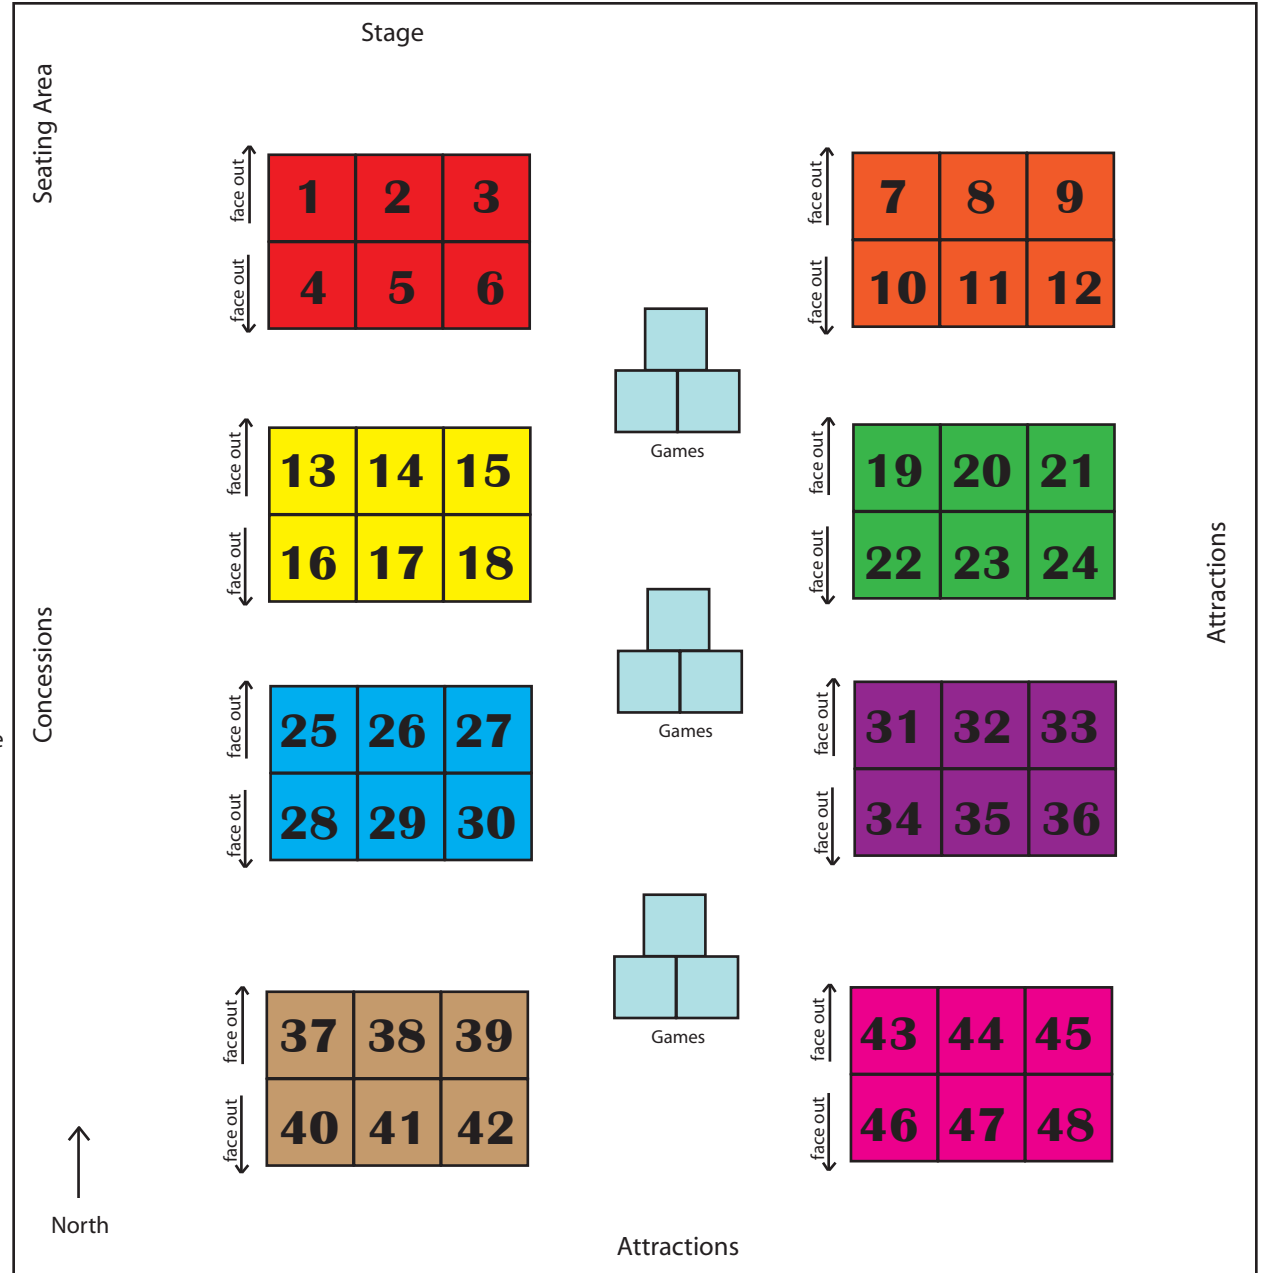 Stage
Seating Area
face out
1 2 3
face out
4 5 6
face out
7 8 9
face out
10 11 12
Games
face out
13 14 15
face out
16 17 18
face out
19 20 21
face out
22 23 24
Attractions
Concessions
Games
face out
25 26 27
face out
28 29 30
face out
31 32 33
face out
34 35 36
Games
face out
37 38 39
face out
40 41 42
face out
43 44 45
face out
46 47 48
North
Attractions